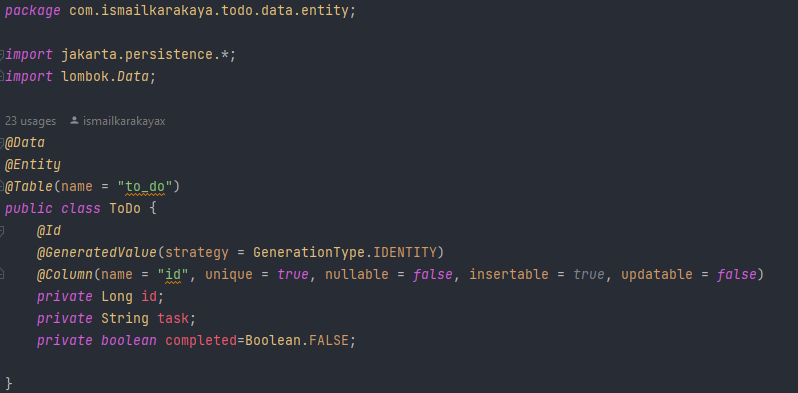 package com.ismailkarakaya.todo.data.entity;
import jakarta.persistence.*;
import lombok.Data;
23 usages ismailkarakayax
@Data
@Entity
@Table(name = "to_do")
public class ToDo {
@Id
@GeneratedValue(strategy = GenerationType.IDENTITY)
@Column(name = "id", unique = true, nullable = false, insertable = true, updatable = false)
private Long id;
private String task;
private boolean completed=Boolean.FALSE;
}